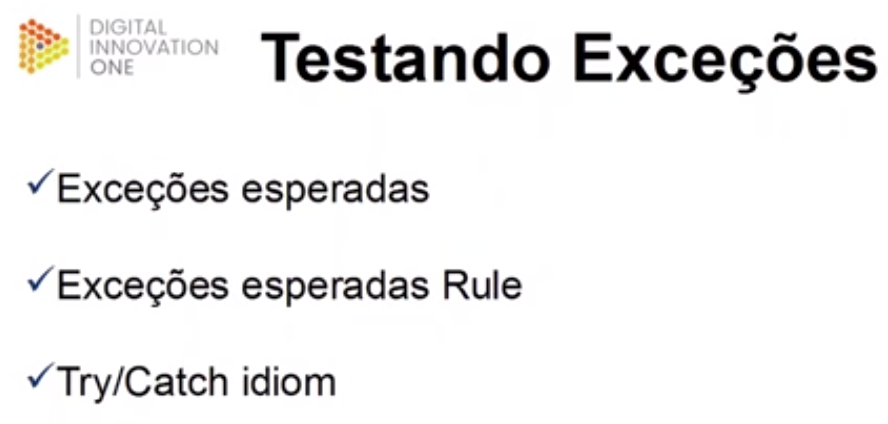 DIGITAL
INNOVATION
ONE
Testando Exceções
✓Exceções esperadas
✓Exceções esperadas Rule
✓Try/Catch idiom